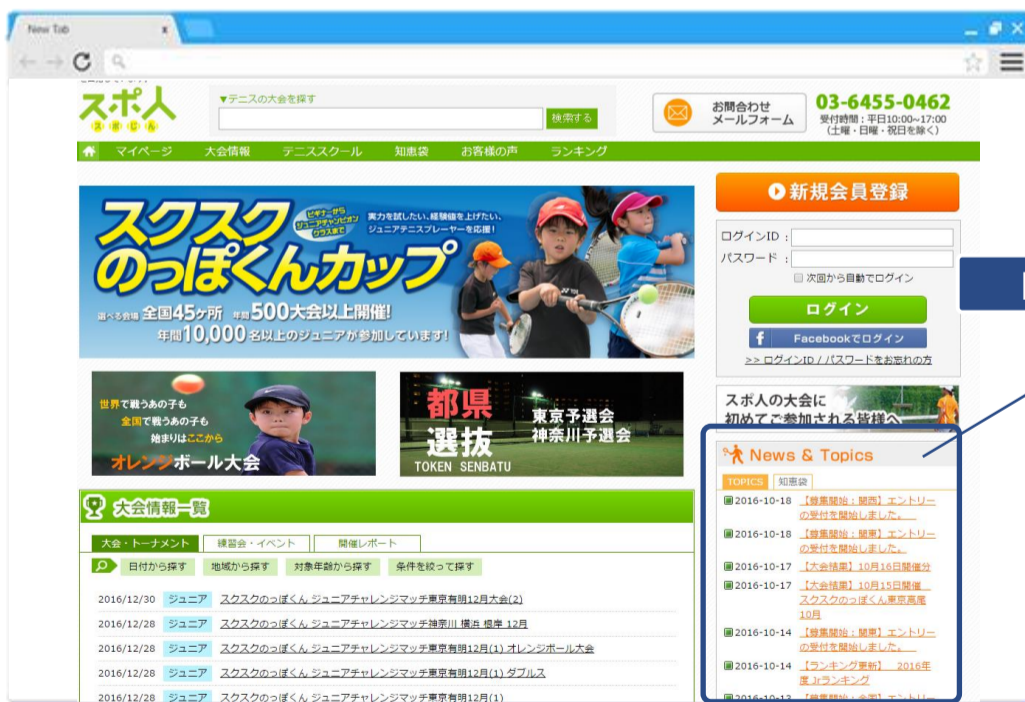 New Tab
x
スポ人
スポじん
▼テニスの大会を探す
検索する
お問合わせ
メールフォーム
03-6455-0462
受付時間：平日10:00~17:00
(土曜・日曜・祝日を除く)
マイページ 大会情報 テニススクール 知恵袋 お客様の声 ランキング
スクスク
のっぽくんカップ
ビギナーから
ジュニアチャンピオン
クラスまで
実力を試したい、経験値を上げたい、
ジュニアテニスプレーヤーを応援!
選べる会場 全国45ヶ所 年間500大会以上開催!
年間10,000名以上のジュニアが参加しています!
新規会員登録
ログインID :
パスワード :
次回から自動でログイン
ログイン
f Facebookでログイン
>> ログインID / パスワードをお忘れの方
世界で戦うあの子も
全国で戦うあの子も
始まりはここから
オレンジボール大会
都県
選抜
TOKEN SENBATU
東京予選会
神奈川予選会
スポ人の大会に
初めてご参加される皆様へ
News & Topics
TOPICS 知恵袋
2016-10-18 【募集開始：関西】エントリー
の受付を開始しました。
2016-10-18 【募集開始：関東】エントリー
の受付を開始しました。
2016-10-17 【大会結果】10月16日開催分
2016-10-17 【大会結果】10月15日開催
スクスクのっぽくん東京高尾
10月
2016-10-14 【募集開始：関東】エントリー
の受付を開始しました。
2016-10-14 【ランキング更新】 2016年
度 Jrランキング
2016-10-13 【募集開始：全国】エントリー
大会情報一覧
大会・トーナメント 練習会・イベント 開催レポート
日付から探す 地域から探す 対象年齢から探す 条件を絞って探す
2016/12/30 ジュニア スクスクのっぽくん ジュニアチャレンジマッチ東京有明12月大会(2)
2016/12/28 ジュニア スクスクのっぽくん ジュニアチャレンジマッチ神奈川 横浜 根岸 12月
2016/12/28 ジュニア スクスクのっぽくん ジュニアチャレンジマッチ東京有明12月(1) オレンジボール大会
2016/12/28 ジュニア スクスクのっぽくん ジュニアチャレンジマッチ東京有明12月(1) ダブルス
2016/12/28 ジュニア スクスクのっぽくん ジュニアチャレンジマッチ東京有明12月(1)